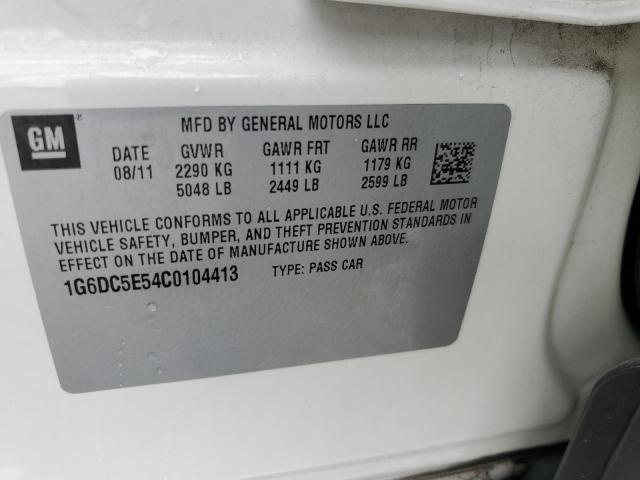 GM
MFD BY GENERAL MOTORS LLC
DATE GVWR GAWR FRT GAWR RR
08/11 2290 KG 1111 KG 1179 KG
5048 LB 2449 LB 2599 LB
THIS VEHICLE CONFORMS TO ALL APPLICABLE U.S. FEDERAL MOTOR
VEHICLE SAFETY, BUMPER, AND THEFT PREVENTION STANDARDS IN
EFFECT ON THE DATE OF MANUFACTURE SHOWN ABOVE.
1G6DC5E54C0104413 TYPE: PASS CAR